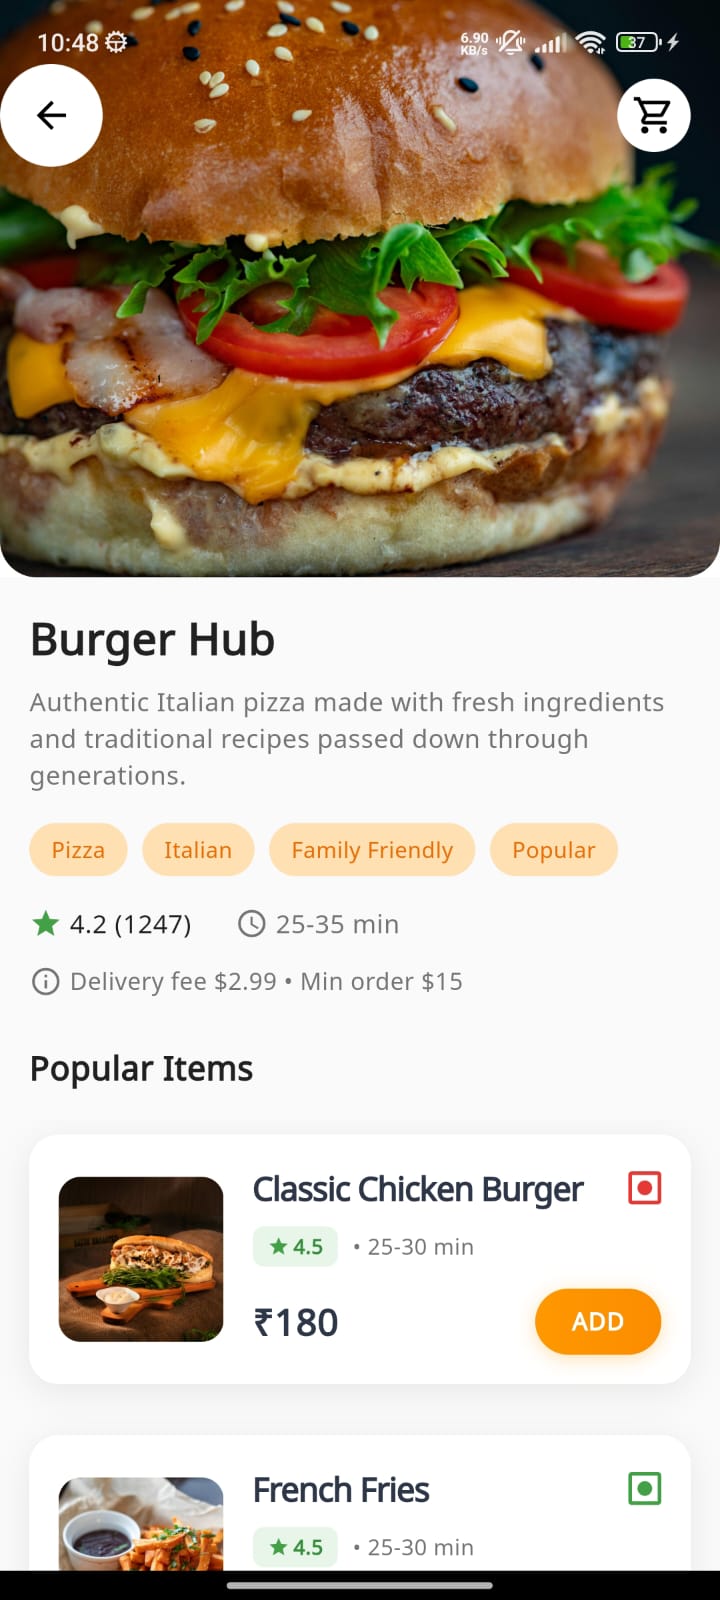 10:48
6.90
KB/s
37
Burger Hub
Authentic Italian pizza made with fresh ingredients
and traditional recipes passed down through
generations.
Pizza Italian Family Friendly Popular
4.2 (1247) 25-35 min
Delivery fee $2.99 • Min order $15
Popular Items
Classic Chicken Burger
4.5 • 25-30 min
₹180 ADD
French Fries
4.5 • 25-30 min